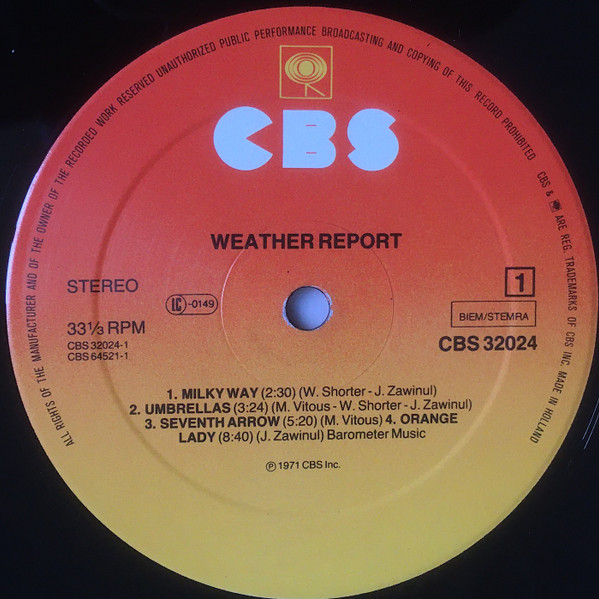 ALL RIGHTS OF THE MANUFACTURER AND OF THE OWNER OF THE RECORDED WORK RESERVED UNAUTHORIZED PUBLIC PERFORMANCE BROADCASTING AND COPYING OF THIS RECORD PROHIBITED CBS & ARE REG. TRADEMARKS OF CBS INC. MADE IN HOLLAND
CBS
WEATHER REPORT
STEREO
LC -0149
1
33⅓ RPM
BIEM/STEMRA
CBS 32024-1
CBS 64521-1
CBS 32024
1. MILKY WAY (2:30) (W. Shorter - J. Zawinul)
2. UMBRELLAS (3:24) (M. Vitous - W. Shorter - J. Zawinul)
3. SEVENTH ARROW (5:20) (M. Vitous) 4. ORANGE
LADY (8:40) (J. Zawinul) Barometer Music
℗ 1971 CBS Inc.